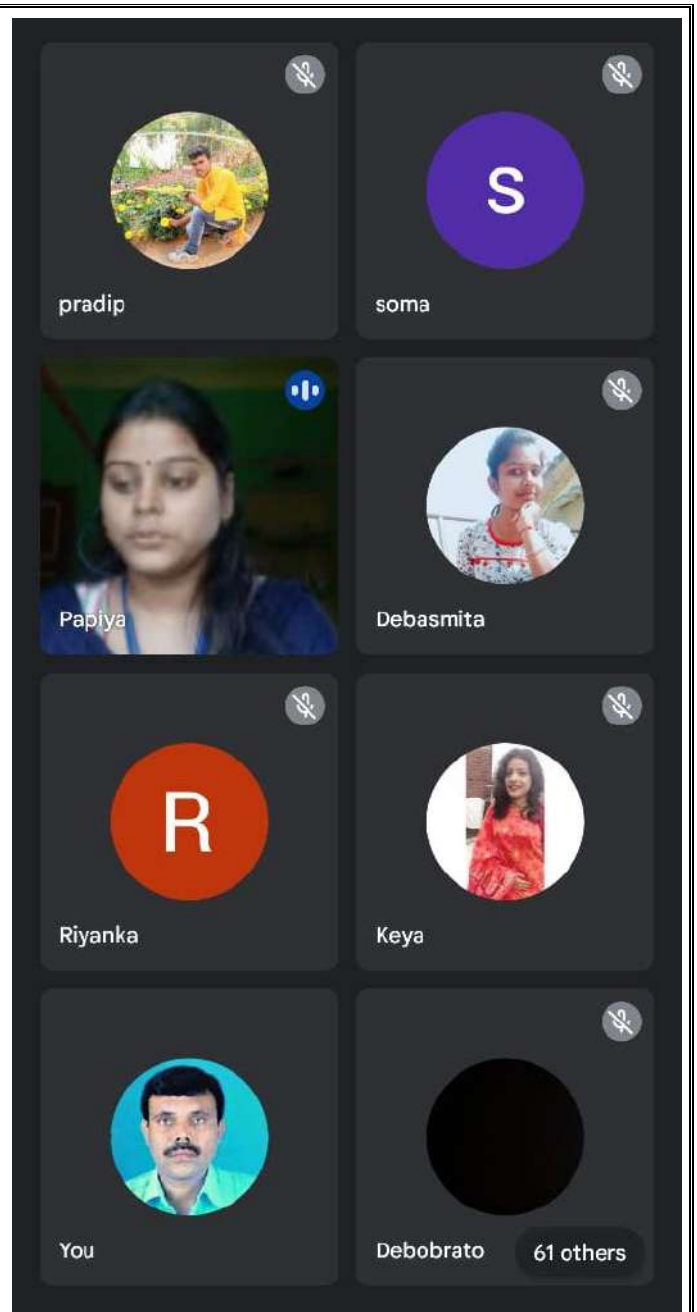 pradip
S
soma
Papiya
Debasmita
R
Riyanka
Keya
You
Debobrato
61 others